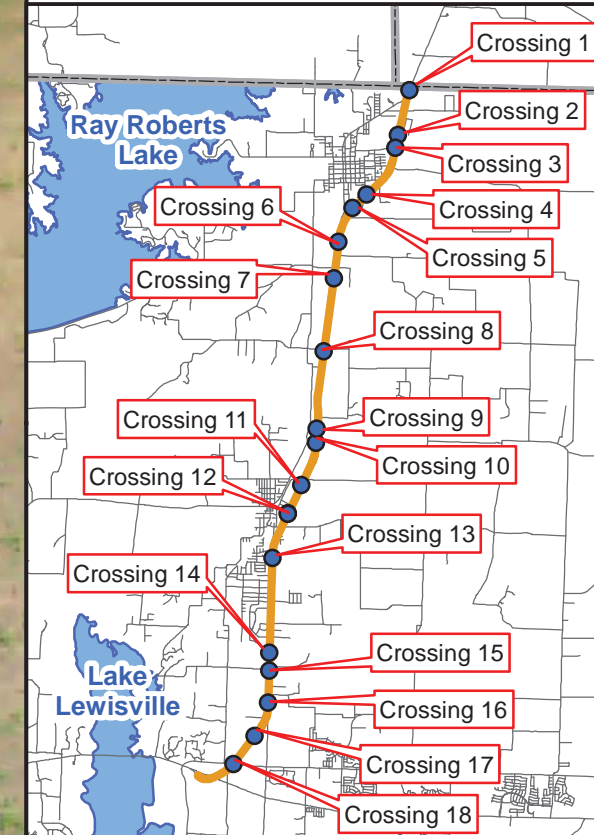 Crossing 1
Crossing 2
Ray Roberts
Lake
Crossing 3
Crossing 4
Crossing 6
Crossing 5
Crossing 7
Crossing 8
Crossing 9
Crossing 11
Crossing 10
Crossing 12
Crossing 13
Crossing 14
Crossing 15
Lake
Lewisville
Crossing 16
Crossing 17
Crossing 18